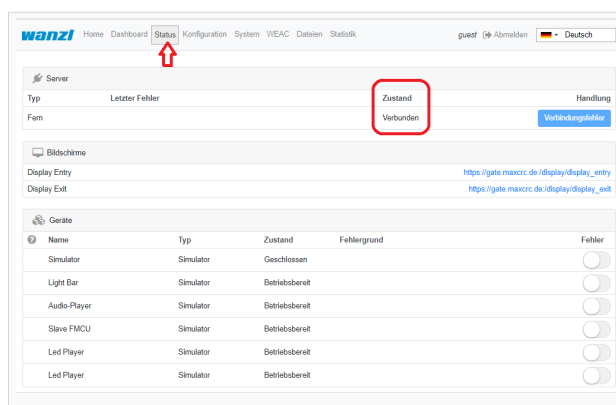 wanzl Home Dashboard Status Konfiguration System WEAC Dateien Statistik guest Abmelden Deutsch
Server
Typ Letzter Fehler Zustand Handlung
Fern Verbunden Verbindungsfehler
Bildschirme
Display Entry https://gate.maxcrc.de:/display/display_entry
Display Exit https://gate.maxcrc.de:/display/display_exit
Geräte
? Name Typ Zustand Fehlergrund Fehler
Simulator Simulator Geschlossen
Light Bar Simulator Betriebsbereit
Audio-Player Simulator Betriebsbereit
Slave FMCU Simulator Betriebsbereit
Led Player Simulator Betriebsbereit
Led Player Simulator Betriebsbereit